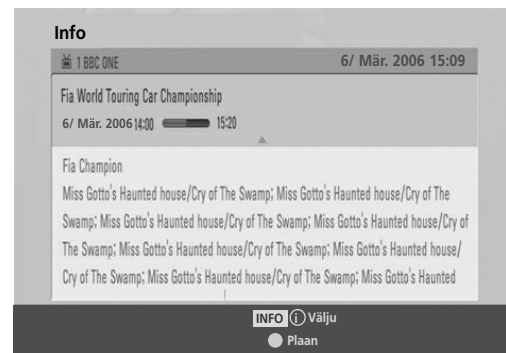 Info
1 BBC ONE 6/ Mär. 2006 15:09
Fia World Touring Car Championship
6/ Mär. 2006 14:00 15:20
Fia Champion
Miss Gotto's Haunted house/Cry of The Swamp; Miss Gotto's Haunted house/Cry of The
Swamp; Miss Gotto's Haunted house/Cry of The Swamp; Miss Gotto's Haunted house/Cry of
The Swamp; Miss Gotto's Haunted house/Cry of The Swamp; Miss Gotto's Haunted house/
Cry of The Swamp; Miss Gotto's Haunted house/Cry of The Swamp; Miss Gotto's Haunted
INFO i Välju
Plaan